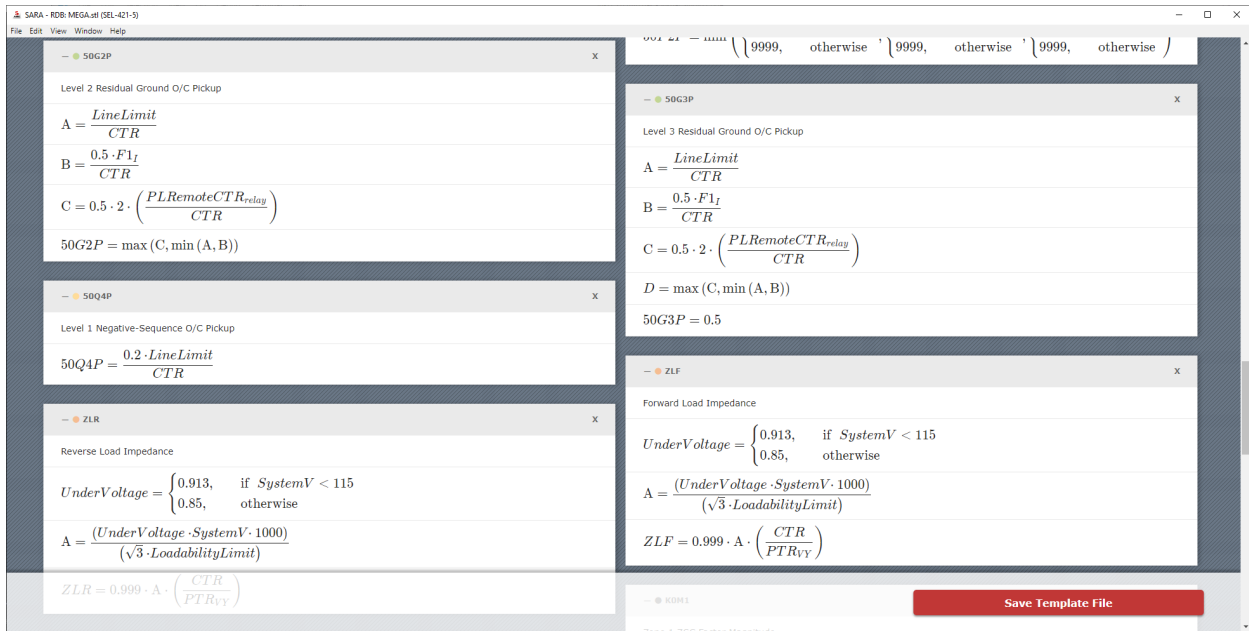 SARA - RDB: MEGA.stl (SEL-421-5)
File Edit View Window Help
— 50G2P X
Level 2 Residual Ground O/C Pickup
A = LineLimit / CTR
B = 0.5 · F1_I / CTR
C = 0.5 · 2 · (PLRemoteCTR_relay / CTR)
50G2P = max (C, min (A, B))
— 50Q4P X
Level 1 Negative-Sequence O/C Pickup
50Q4P = 0.2 · LineLimit / CTR
— ZLR X
Reverse Load Impedance
UnderVoltage = { 0.913, if SystemV < 115
0.85, otherwise
A = (UnderVoltage · SystemV · 1000) / (√3 · LoadabilityLimit)
ZLR = 0.999 · A · (CTR / PTR_VY)
9999, otherwise , 9999, otherwise , 9999, otherwise
— 50G3P X
Level 3 Residual Ground O/C Pickup
A = LineLimit / CTR
B = 0.5 · F1_I / CTR
C = 0.5 · 2 · (PLRemoteCTR_relay / CTR)
D = max (C, min (A, B))
50G3P = 0.5
— ZLF X
Forward Load Impedance
UnderVoltage = { 0.913, if SystemV < 115
0.85, otherwise
A = (UnderVoltage · SystemV · 1000) / (√3 · LoadabilityLimit)
ZLF = 0.999 · A · (CTR / PTR_VY)
Save Template File